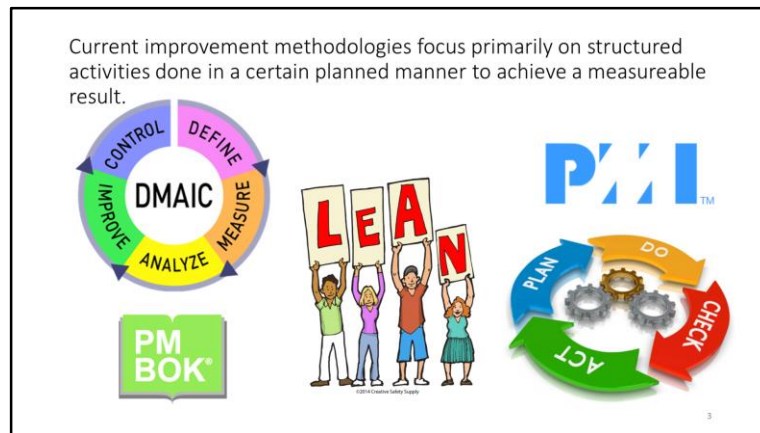 Current improvement methodologies focus primarily on structured
activities done in a certain planned manner to achieve a measureable
result.
CONTROL
DEFINE
DMAIC
IMPROVE
MEASURE
ANALYZE
LEAN
PMI
TM
PLAN
DO
CHECK
ACT
PM
BOK®
©2014 Creative Safety Supply
3